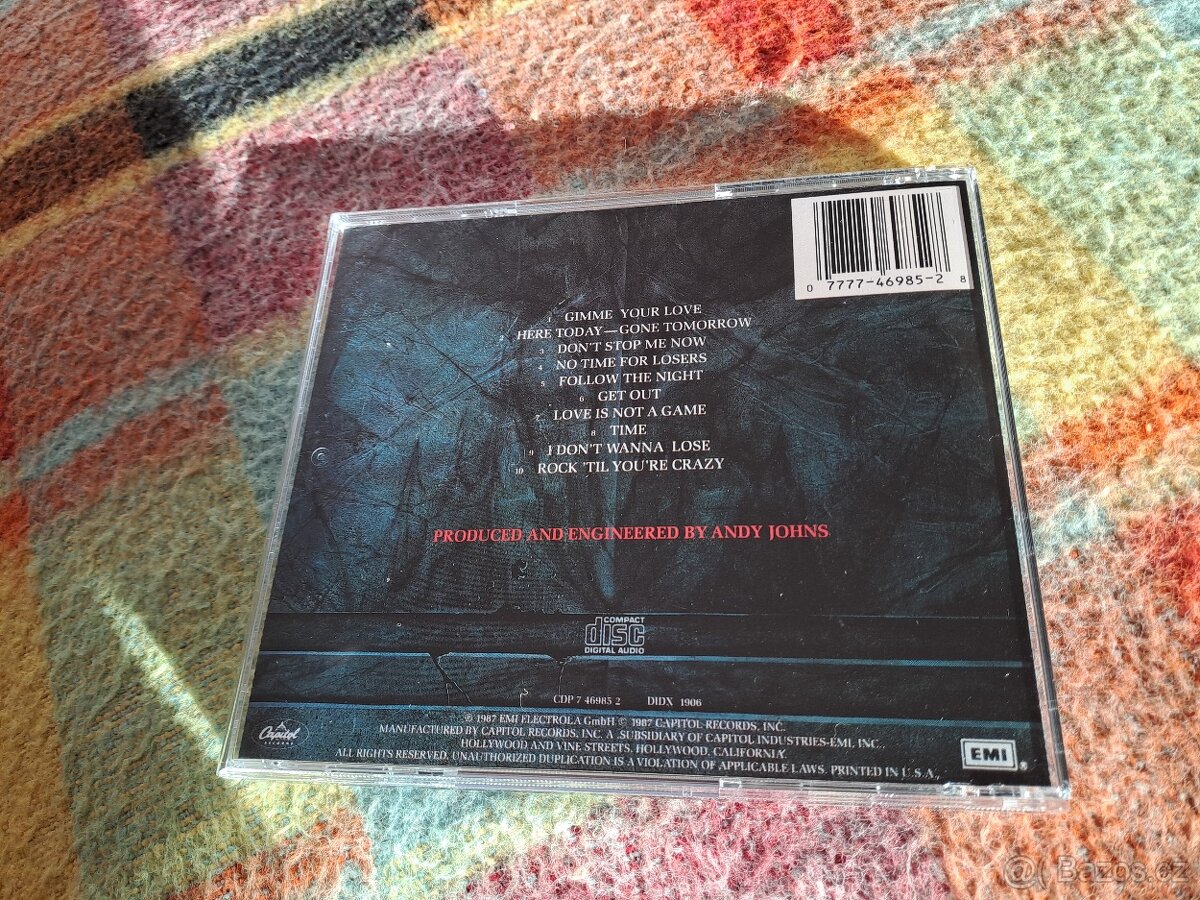 0 7777-46985-2 8
1 GIMME YOUR LOVE
2 HERE TODAY—GONE TOMORROW
3 DON'T STOP ME NOW
4 NO TIME FOR LOSERS
5 FOLLOW THE NIGHT
6 GET OUT
7 LOVE IS NOT A GAME
8 TIME
9 I DON'T WANNA LOSE
10 ROCK 'TIL YOU'RE CRAZY
PRODUCED AND ENGINEERED BY ANDY JOHNS
COMPACT
disc
DIGITAL AUDIO
CDP 7 46985 2 DIDX 1906
℗ 1987 EMI ELECTROLA GmbH © 1987 CAPITOL RECORDS, INC.
MANUFACTURED BY CAPITOL RECORDS, INC. A SUBSIDIARY OF CAPITOL INDUSTRIES-EMI, INC.,
HOLLYWOOD AND VINE STREETS, HOLLYWOOD, CALIFORNIA
ALL RIGHTS RESERVED. UNAUTHORIZED DUPLICATION IS A VIOLATION OF APPLICABLE LAWS. PRINTED IN U.S.A.,
Capitol
RECORDS
EMI®
Bazos.cz